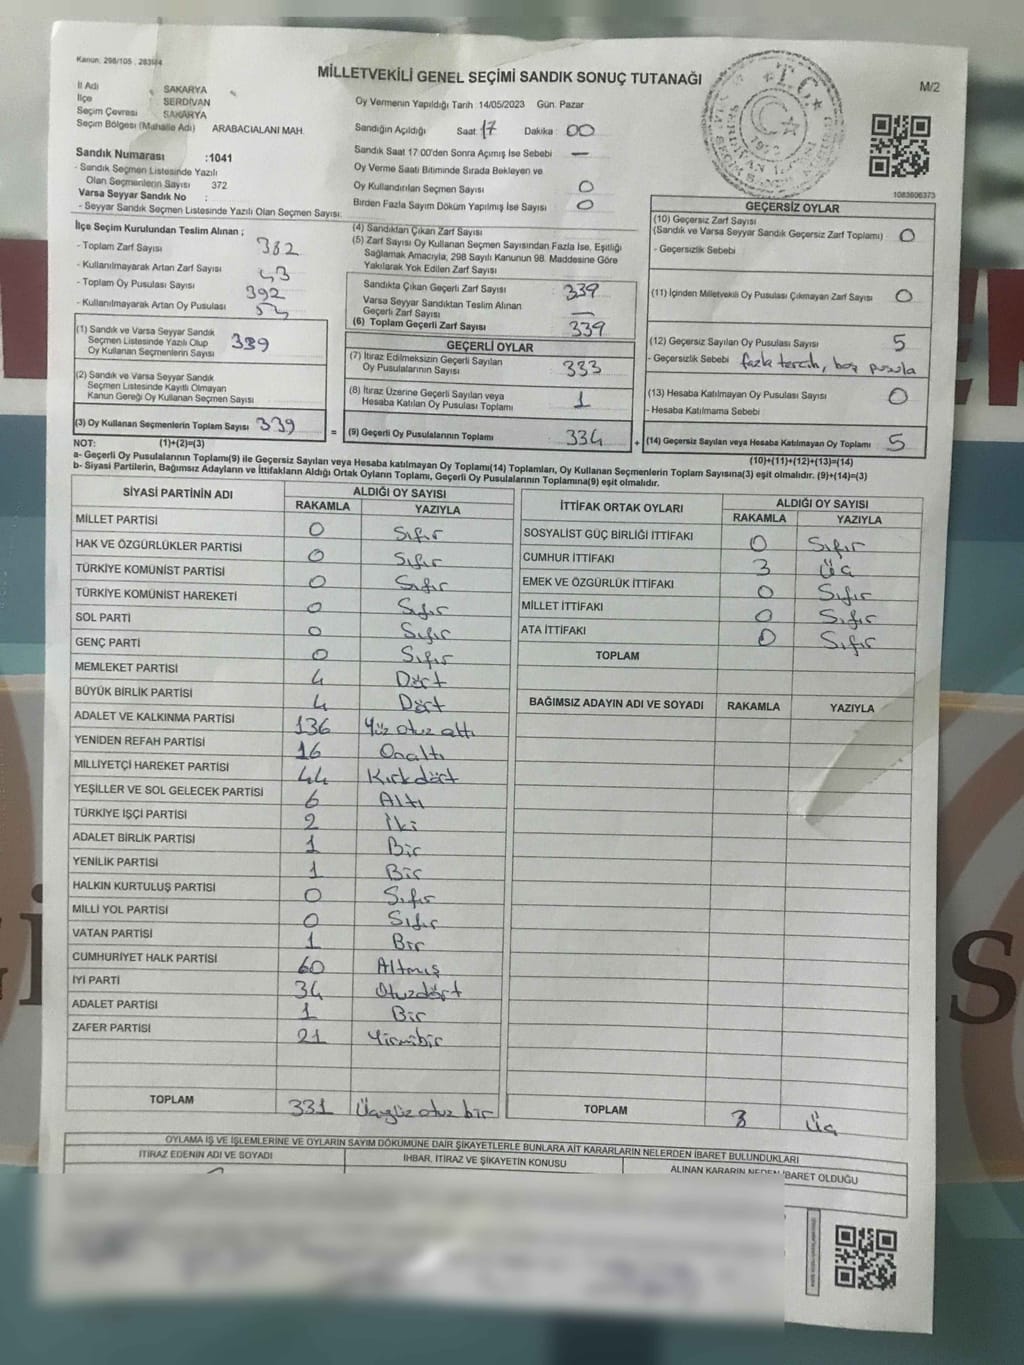 Kanun: 298/105 , 2839/4
MİLLETVEKİLİ GENEL SEÇİMİ SANDIK SONUÇ TUTANAĞI
M/2
İl Adı SAKARYA
İlçe SERDİVAN
Seçim Çevresi SAKARYA
Seçim Bölgesi (Mahalle Adı) ARABACIALANI MAH.
Sandık Numarası :1041
- Sandık Seçmen Listesinde Yazılı
Olan Seçmenlerin Sayısı 372
Varsa Seyyar Sandık No :
- Seyyar Sandık Seçmen Listesinde Yazılı Olan Seçmen Sayısı:
Oy Vermenin Yapıldığı Tarih :14/05/2023 Gün. Pazar
Sandığın Açıldığı Saat: 17 Dakika : 00
Sandık Saat 17:00'den Sonra Açımış İse Sebebi —
Oy Verme Saati Bitiminde Sırada Bekleyen ve
Oy Kullandırılan Seçmen Sayısı 0
Birden Fazla Sayım Döküm Yapılmış İse Sayısı 0
T.C.
1083606373
İlçe Seçim Kurulundan Teslim Alınan ;
- Toplam Zarf Sayısı 382
- Kullanılmayarak Artan Zarf Sayısı 43
- Toplam Oy Pusulası Sayısı 392
- Kullanılmayarak Artan Oy Pusulası
(1) Sandık ve Varsa Seyyar Sandık
Seçmen Listesinde Yazılı Olup
Oy Kullanan Seçmenlerin Sayısı 339
(2) Sandık ve Varsa Seyyar Sandık
Seçmen Listesinde Kayıtlı Olmayan
Kanun Gereği Oy Kullanan Seçmen Sayısı
(3) Oy Kullanan Seçmenlerin Toplam Sayısı 339
(1)+(2)=(3)
(4) Sandıktan Çıkan Zarf Sayısı
(5) Zarf Sayısı Oy Kullanan Seçmen Sayısından Fazla İse, Eşitliği
Sağlamak Amacıyla, 298 Sayılı Kanunun 98. Maddesine Göre
Yakılarak Yok Edilen Zarf Sayısı
Sandıkta Çıkan Geçerli Zarf Sayısı : 339
Varsa Seyyar Sandıktan Teslim Alınan
Geçerli Zarf Sayısı —
(6) Toplam Geçerli Zarf Sayısı 339
GEÇERLİ OYLAR
(7) İtiraz Edilmeksizin Geçerli Sayılan
Oy Pusulalarının Sayısı : 333
(8) İtiraz Üzerine Geçerli Sayılan veya
Hesaba Katılan Oy Pusulası Toplamı 1
= (9) Geçerli Oy Pusulalarının Toplamı : 334 +
GEÇERSİZ OYLAR
(10) Geçersiz Zarf Sayısı
(Sandık ve Varsa Seyyar Sandık Geçersiz Zarf Toplamı) 0
- Geçersizlik Sebebi
(11) İçinden Milletvekili Oy Pusulası Çıkmayan Zarf Sayısı 0
(12) Geçersiz Sayılan Oy Pusulası Sayısı 5
- Geçersizlik Sebebi fazla tercih, boş pusula
(13) Hesaba Katılmayan Oy Pusulası Sayısı 0
- Hesaba Katılmama Sebebi
(14) Geçersiz Sayılan veya Hesaba Katılmayan Oy Toplamı 5
(10)+(11)+(12)+(13)=(14)
NOT:
a- Geçerli Oy Pusulalarının Toplamı(9) ile Geçersiz Sayılan veya Hesaba katılmayan Oy Toplamı(14) Toplamları, Oy Kullanan Seçmenlerin Toplam Sayısına(3) eşit olmalıdır. (9)+(14)=(3)
b- Siyasi Partilerin, Bağımsız Adayların ve İttifakların Aldığı Ortak Oyların Toplamı, Geçerli Oy Pusulalarının Toplamına(9) eşit olmalıdır.
SİYASİ PARTİNİN ADI ALDIĞI OY SAYISI
RAKAMLA YAZIYLA
MİLLET PARTİSİ 0 Sıfır
HAK VE ÖZGÜRLÜKLER PARTİSİ 0 Sıfır
TÜRKİYE KOMÜNİST PARTİSİ 0 Sıfır
TÜRKİYE KOMÜNİST HAREKETİ 0 Sıfır
SOL PARTİ 0 Sıfır
GENÇ PARTİ 0 Sıfır
MEMLEKET PARTİSİ 4 Dört
BÜYÜK BİRLİK PARTİSİ 4 Dört
ADALET VE KALKINMA PARTİSİ 136 Yüz otuz altı
YENİDEN REFAH PARTİSİ 16 Onaltı
MİLLİYETÇİ HAREKET PARTİSİ 44 Kırkdört
YEŞİLLER VE SOL GELECEK PARTİSİ 6 Altı
TÜRKİYE İŞÇİ PARTİSİ 2 İki
ADALET BİRLİK PARTİSİ 1 Bir
YENİLİK PARTİSİ 1 Bir
HALKIN KURTULUŞ PARTİSİ 0 Sıfır
MİLLİ YOL PARTİSİ 0 Sıfır
VATAN PARTİSİ 1 Bir
CUMHURİYET HALK PARTİSİ 60 Altmış
İYİ PARTİ 34 Otuzdört
ADALET PARTİSİ 1 Bir
ZAFER PARTİSİ 21 Yirmibir
TOPLAM 331 Üçyüz otuz bir
İTTİFAK ORTAK OYLARI ALDIĞI OY SAYISI
RAKAMLA YAZIYLA
SOSYALİST GÜÇ BİRLİĞİ İTTİFAKI 0 Sıfır
CUMHUR İTTİFAKI 3 Üç
EMEK VE ÖZGÜRLÜK İTTİFAKI 0 Sıfır
MİLLET İTTİFAKI 0 Sıfır
ATA İTTİFAKI 0 Sıfır
TOPLAM
BAĞIMSIZ ADAYIN ADI VE SOYADI RAKAMLA YAZIYLA
TOPLAM 3 Üç
OYLAMA İŞ VE İŞLEMLERİNE VE OYLARIN SAYIM DÖKÜMÜNE DAİR ŞİKAYETLERLE BUNLARA AİT KARARLARIN NELERDEN İBARET BULUNDUKLARI
İTİRAZ EDENİN ADI VE SOYADI İHBAR, İTİRAZ VE ŞİKAYETİN KONUSU ALINAN KARARIN NEDEN İBARET OLDUĞU